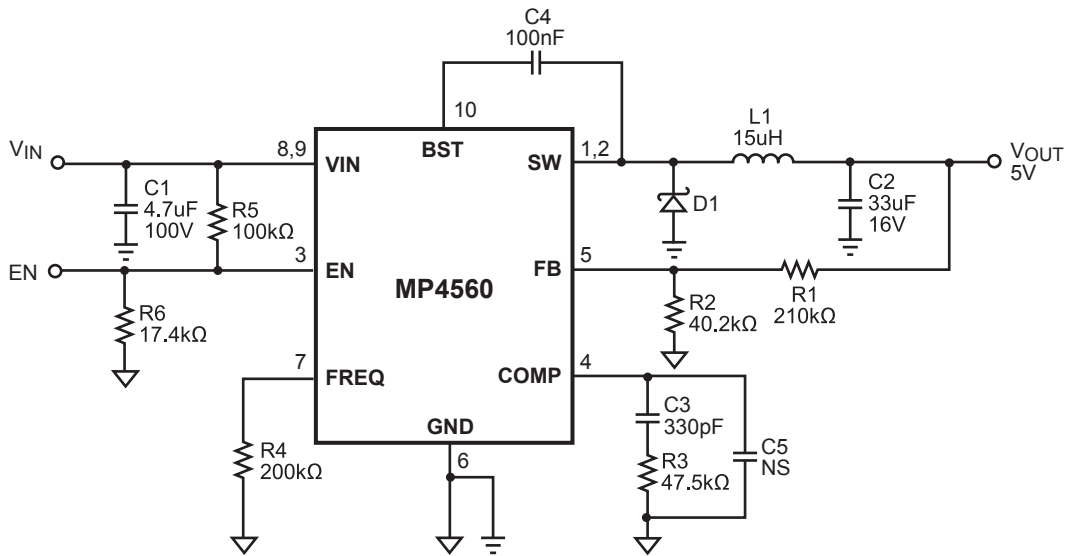 C4
100nF
10
BST
VIN
8,9
VIN
SW
1,2
L1
15uH
VOUT
5V
C1
4.7uF
100V
R5
100kΩ
D1
C2
33uF
16V
EN
3
EN
MP4560
FB
5
R1
210kΩ
R2
40.2kΩ
R6
17.4kΩ
7
FREQ
COMP
4
GND
6
R4
200kΩ
C3
330pF
R3
47.5kΩ
C5
NS